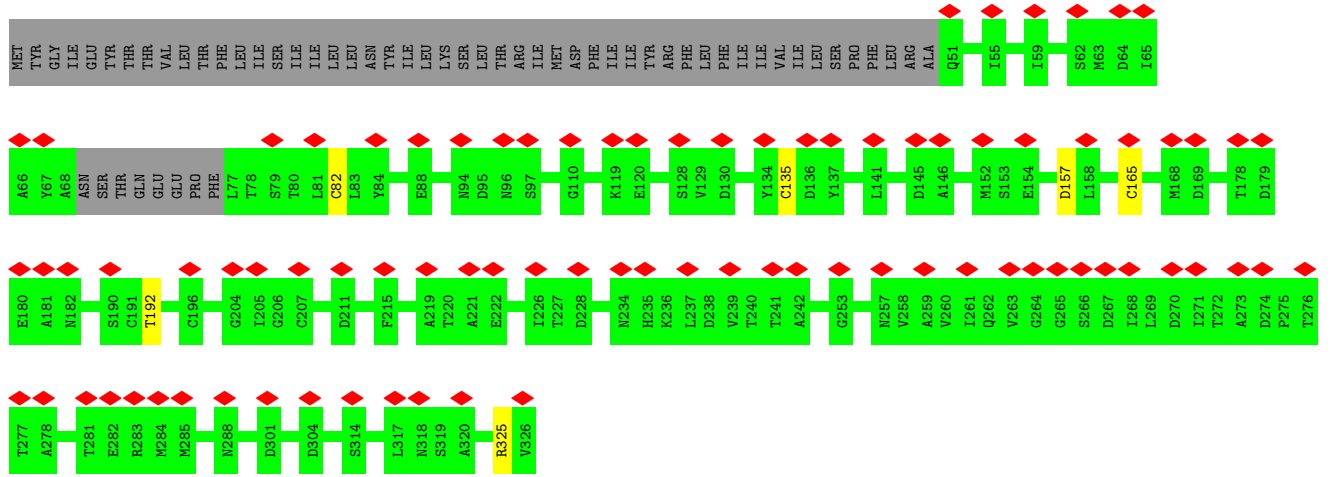 MET TYR GLY ILE GLU TYR THR THR VAL LEU THR PHE LEU ILE SER ILE ILE LEU LEU ASN TYR ILE LEU LYS SER LEU THR ARG ILE MET ASP PHE ILE ILE TYR ARG PHE LEU PHE ILE ILE VAL ILE LEU SER PRO PHE LEU ARG ALA Q51 I55 I59 S62 M63 D64 I65
A66 Y67 A68 ASN SER THR GLN GLU GLU PRO PHE L77 T78 S79 T80 L81 C82 L83 Y84 E88 N94 D95 N96 S97 G110 K119 E120 S128 V129 D130 Y134 C135 D136 Y137 L141 D145 A146 M152 S153 E154 D157 L158 C165 M168 D169 T178 D179
E180 A181 N182 S190 C191 T192 C196 G204 I205 G206 C207 D211 F215 A219 T220 A221 E222 I226 T227 D228 N234 H235 K236 L237 D238 V239 T240 T241 A242 G253 N257 V258 A259 V260 I261 Q262 V263 G264 G265 S266 D267 I268 L269 D270 I271 T272 A273 D274 P275 T276
T277 A278 T281 E282 R283 M284 M285 N288 D301 D304 S314 L317 N318 S319 A320 R325 V326